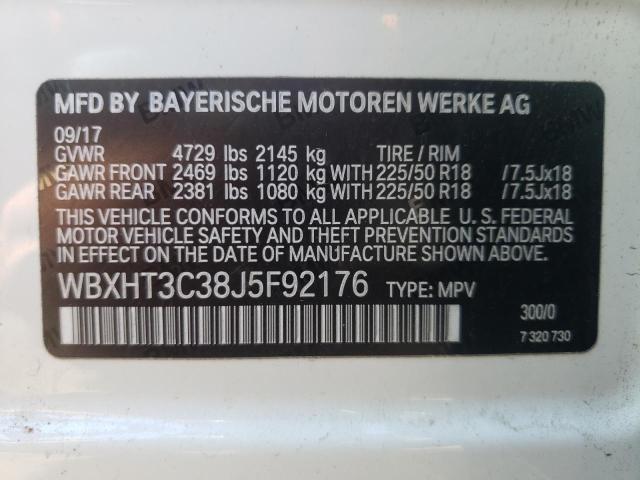 MFD BY BAYERISCHE MOTOREN WERKE AG
09/17
GVWR 4729 lbs 2145 kg TIRE / RIM
GAWR FRONT 2469 lbs 1120 kg WITH 225/50 R18 /7.5Jx18
GAWR REAR 2381 lbs 1080 kg WITH 225/50 R18 /7.5Jx18
THIS VEHICLE CONFORMS TO ALL APPLICABLE U. S. FEDERAL
MOTOR VEHICLE SAFETY AND THEFT PREVENTION STANDARDS
IN EFFECT ON THE DATE OF MANUFACTURE SHOWN ABOVE.
WBXHT3C38J5F92176 TYPE: MPV
300/0
7 320 730